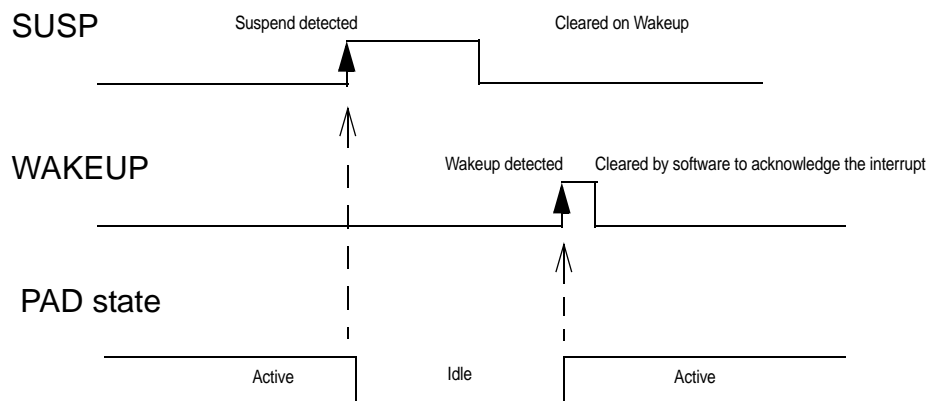 SUSP
Suspend detected
Cleared on Wakeup
WAKEUP
Wakeup detected
Cleared by software to acknowledge the interrupt
PAD state
Active
Idle
Active